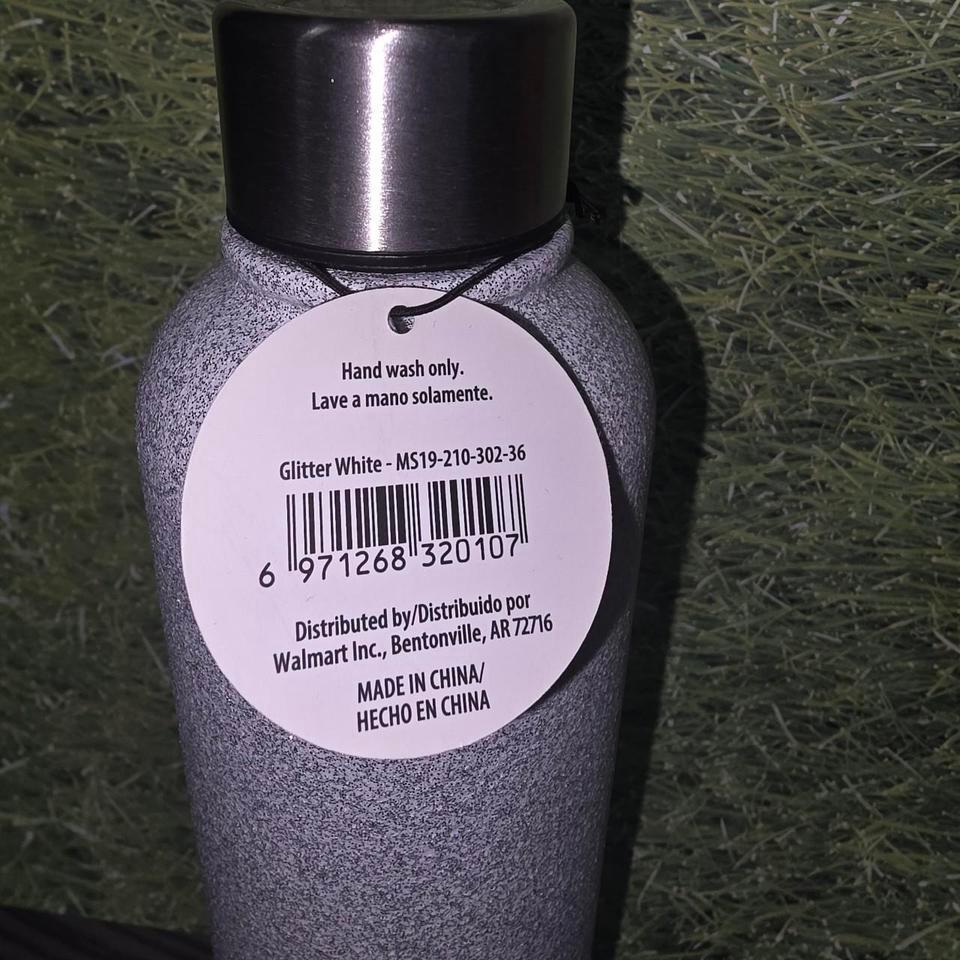 Hand wash only.
Lave a mano solamente.
Glitter White - MS19-210-302-36
6 971268 320107
Distributed by/Distribuido por
Walmart Inc., Bentonville, AR 72716
MADE IN CHINA/
HECHO EN CHINA